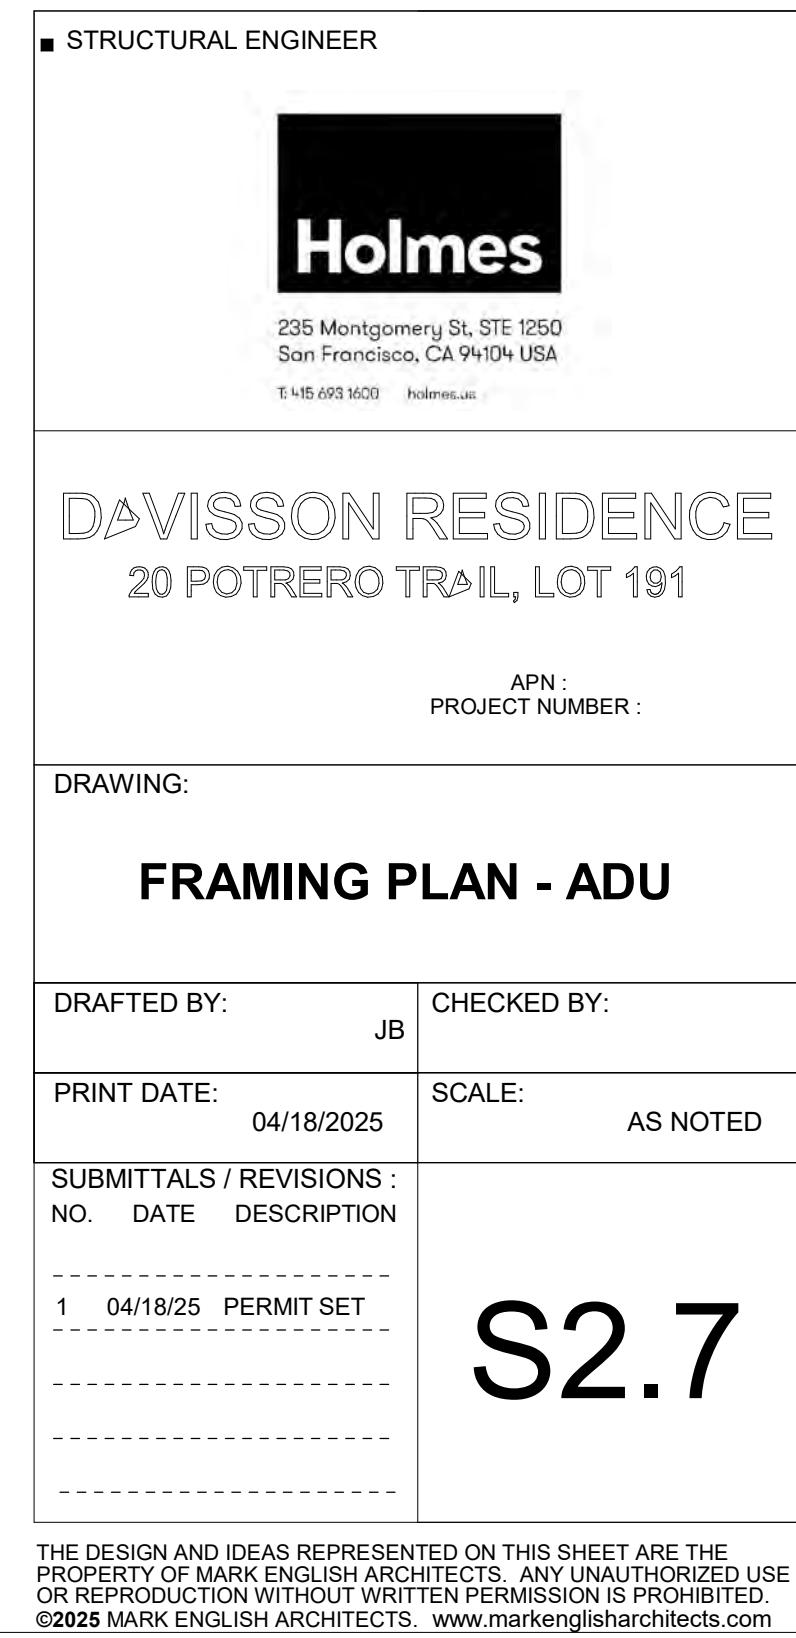 ■ STRUCTURAL ENGINEER
Holmes
235 Montgomery St, STE 1250
San Francisco, CA 94104 USA
T: 415 693 1600 holmes.us
DAVISSON RESIDENCE
20 POTRERO TRAIL, LOT 191
APN :
PROJECT NUMBER :
DRAWING:
FRAMING PLAN - ADU
DRAFTED BY:
JB
CHECKED BY:
PRINT DATE:
04/18/2025
SCALE:
AS NOTED
SUBMITTALS / REVISIONS :
NO. DATE DESCRIPTION
1 04/18/25 PERMIT SET
S2.7
THE DESIGN AND IDEAS REPRESENTED ON THIS SHEET ARE THE
PROPERTY OF MARK ENGLISH ARCHITECTS. ANY UNAUTHORIZED USE
OR REPRODUCTION WITHOUT WRITTEN PERMISSION IS PROHIBITED.
©2025 MARK ENGLISH ARCHITECTS. www.markenglisharchitects.com